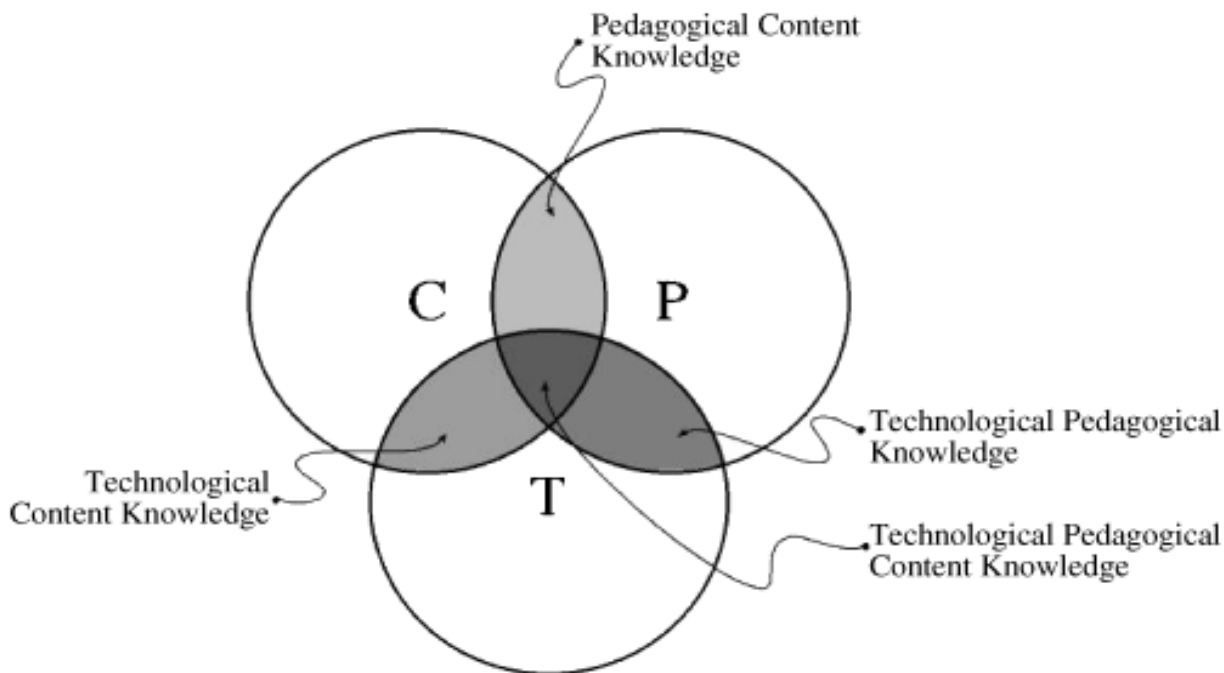 Pedagogical Content
Knowledge
C
P
Technological Pedagogical
Knowledge
Technological
Content Knowledge
T
Technological Pedagogical
Content Knowledge